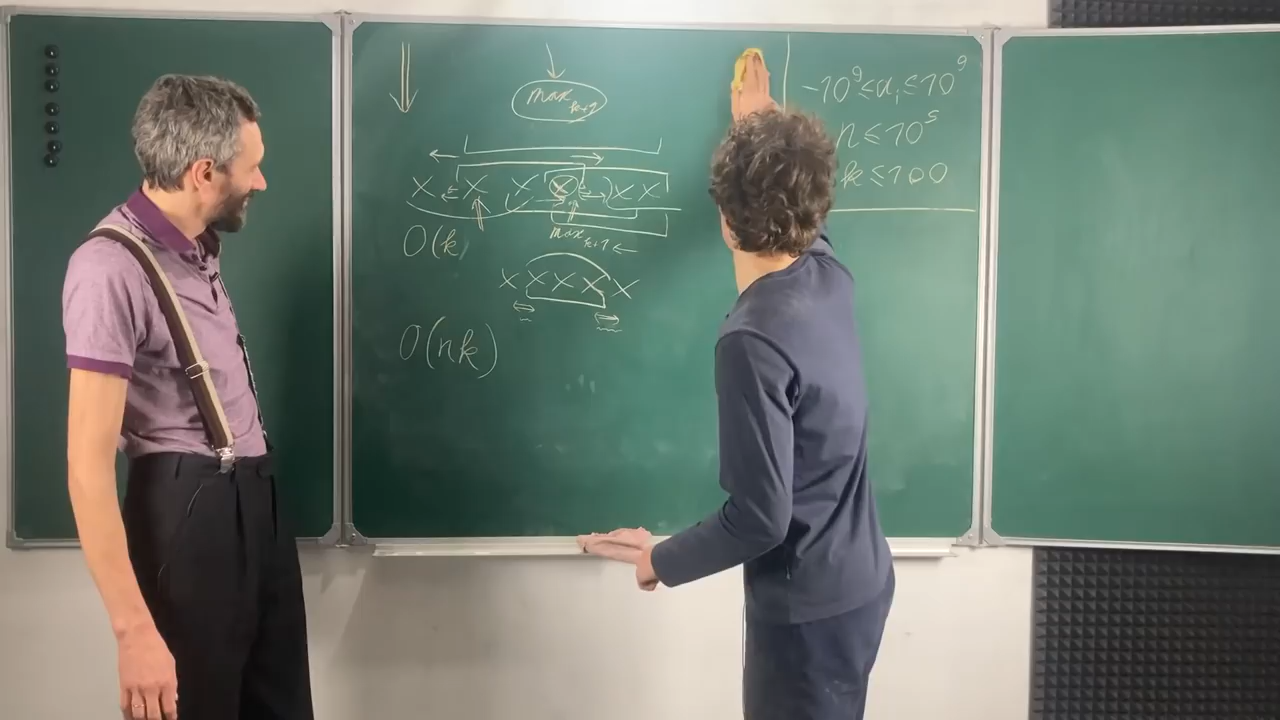 max k+1
-10⁹ ≤ aᵢ ≤ 10⁹
n ≤ 10⁵
k ≤ 100
X X X X X X
O(k
max k+1
X X X X X
O(nk)